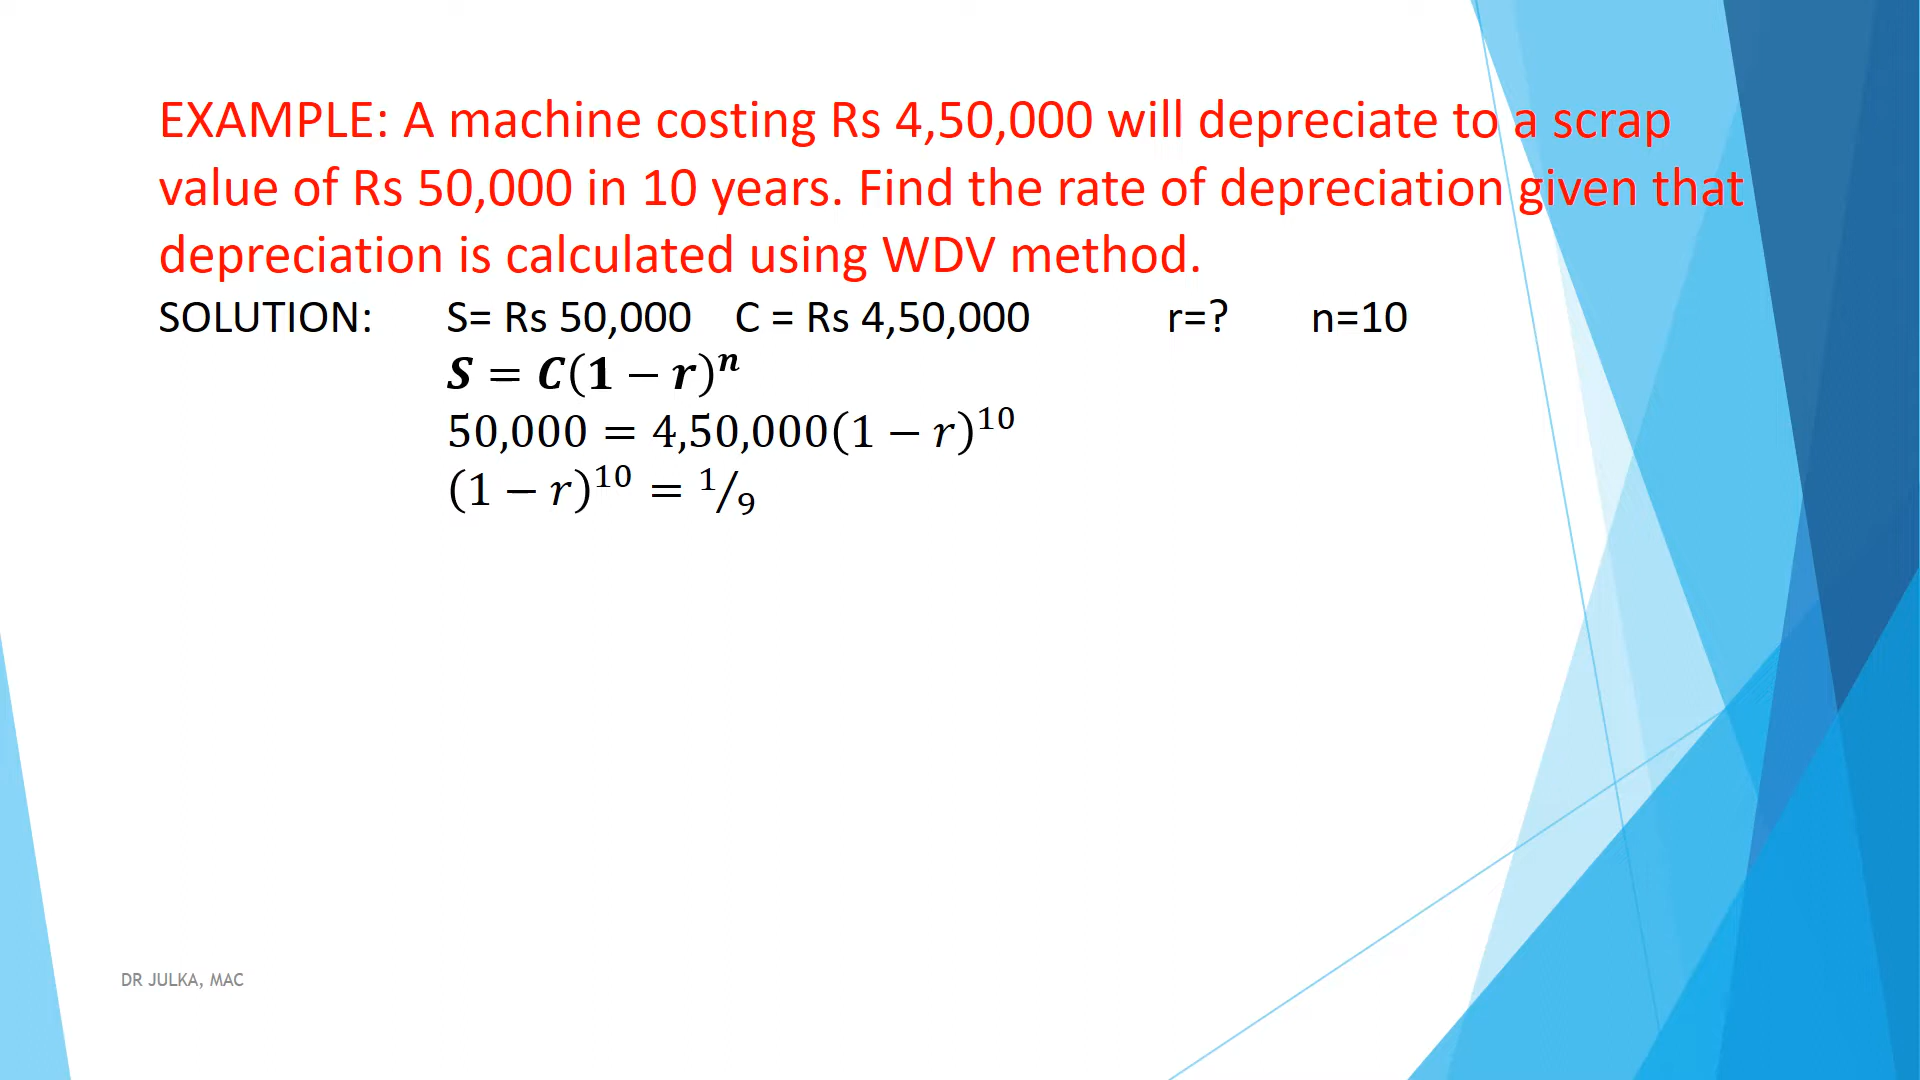 EXAMPLE: A machine costing Rs 4,50,000 will depreciate to a scrap
value of Rs 50,000 in 10 years. Find the rate of depreciation given that
depreciation is calculated using WDV method.
SOLUTION: S= Rs 50,000 C = Rs 4,50,000 r=? n=10
𝑺 = 𝑪(𝟏 − 𝒓)ⁿ
50,000 = 4,50,000(1 − 𝑟)¹⁰
(1 − 𝑟)¹⁰ = ¹⁄₉
DR JULKA, MAC